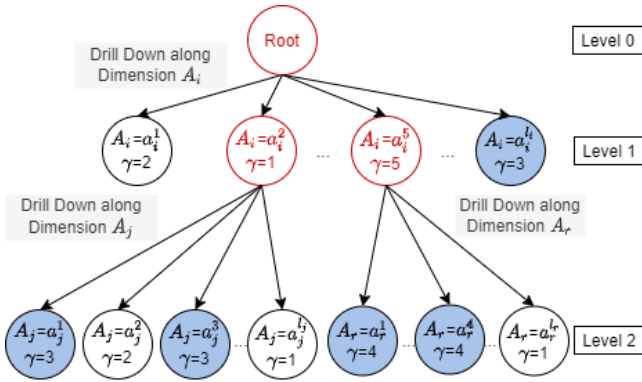 Root
Level 0
Drill Down along
Dimension $A_i$
$A_i=a_i^1$
γ=2
$A_i=a_i^2$
γ=1
...
$A_i=a_i^5$
γ=5
...
$A_i=a_i^{l_i}$
γ=3
Level 1
Drill Down along
Dimension $A_j$
Drill Down along
Dimension $A_r$
$A_j=a_j^1$
γ=3
$A_j=a_j^2$
γ=2
$A_j=a_j^3$
γ=3
...
$A_j=a_j^{l_j}$
γ=1
$A_r=a_r^1$
γ=4
...
$A_r=a_r^4$
γ=4
...
$A_r=a_r^{l_r}$
γ=1
Level 2